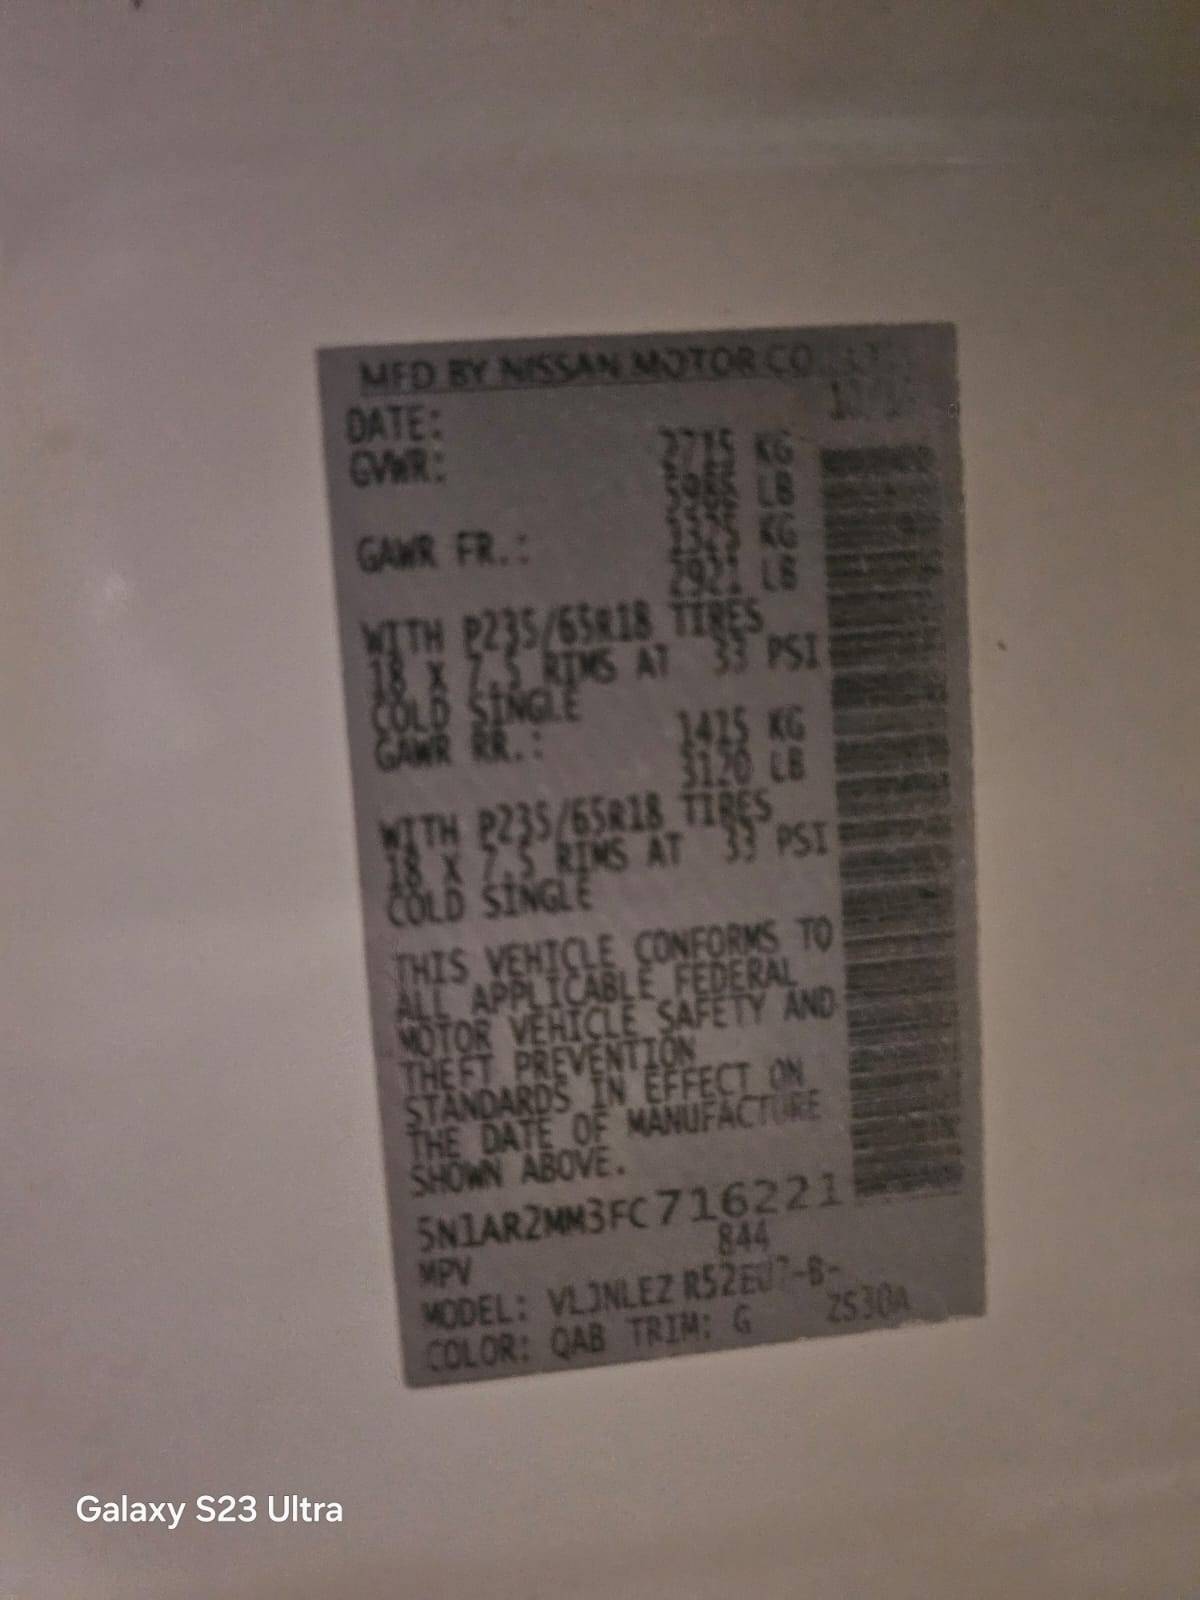 MFD BY NISSAN MOTOR CO
DATE:
GVWR: 2715 KG
5986 LB
GAWR FR.: 1325 KG
2921 LB
WITH P235/65R18 TIRES
18 X 7.5 RIMS AT 33 PSI
COLD SINGLE
GAWR RR.: 1415 KG
3120 LB
WITH P235/65R18 TIRES
18 X 7.5 RIMS AT 33 PSI
COLD SINGLE
THIS VEHICLE CONFORMS TO
ALL APPLICABLE FEDERAL
MOTOR VEHICLE SAFETY AND
THEFT PREVENTION
STANDARDS IN EFFECT ON
THE DATE OF MANUFACTURE
SHOWN ABOVE.
5N1AR2MM3FC716221
844
MPV
MODEL:
COLOR: QAB TRIM: G
Galaxy S23 Ultra